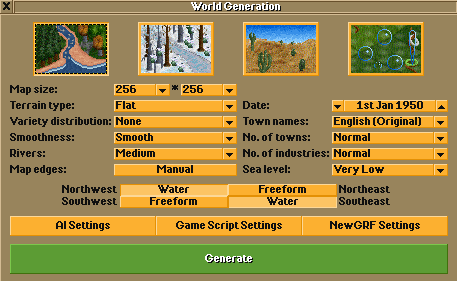 World Generation
Map size: 256 * 256
Terrain type: Flat Date: 1st Jan 1950
Variety distribution: None Town names: English (Original)
Smoothness: Smooth No. of towns: Normal
Rivers: Medium No. of industries: Normal
Map edges: Manual Sea level: Very Low
Northwest Water Freeform Northeast
Southwest Freeform Water Southeast
AI Settings Game Script Settings NewGRF Settings
Generate